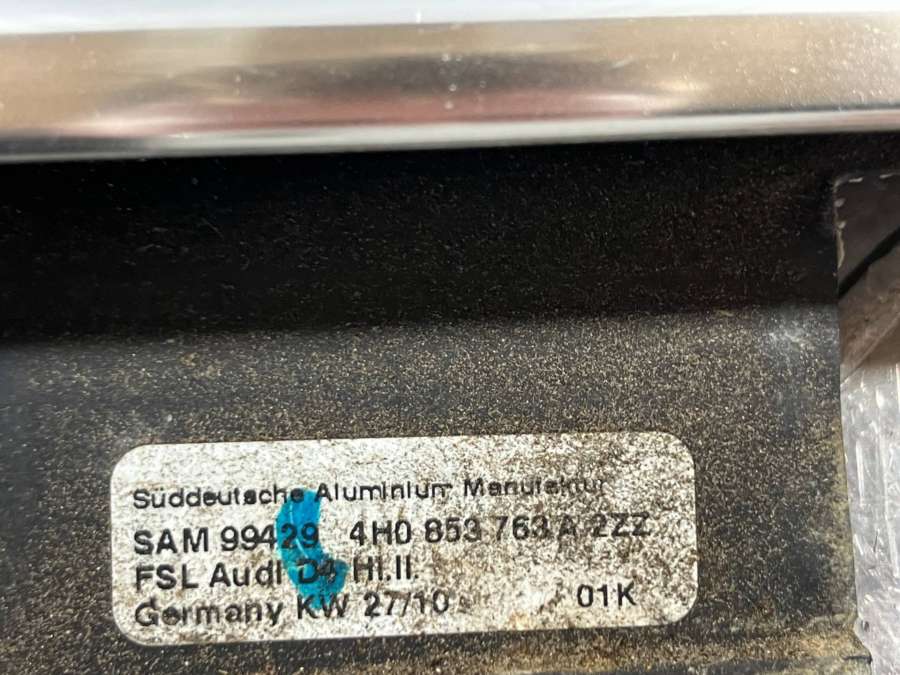 Süddeutsche Aluminium Manufaktur
SAM 99429 4H0 853 763 A 2ZZ
FSL Audi D4 HI.II.
Germany KW 27/10 01K